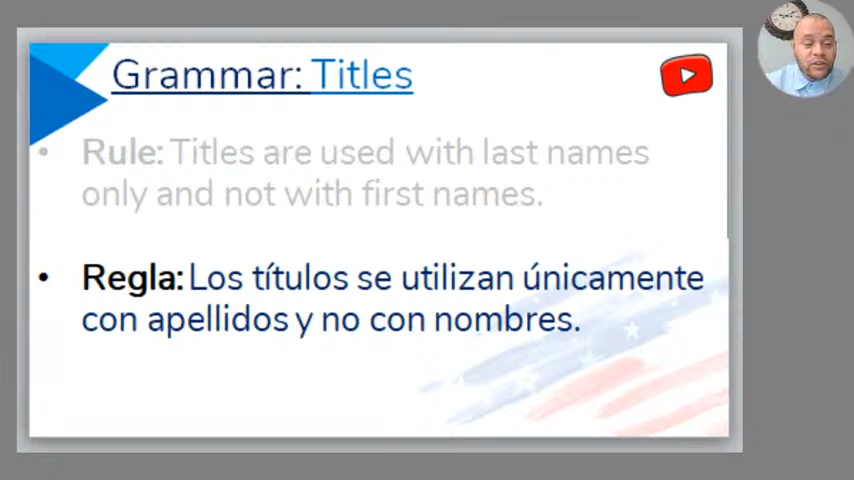 Grammar: Titles
• Rule: Titles are used with last names
only and not with first names.
• Regla: Los títulos se utilizan únicamente
con apellidos y no con nombres.